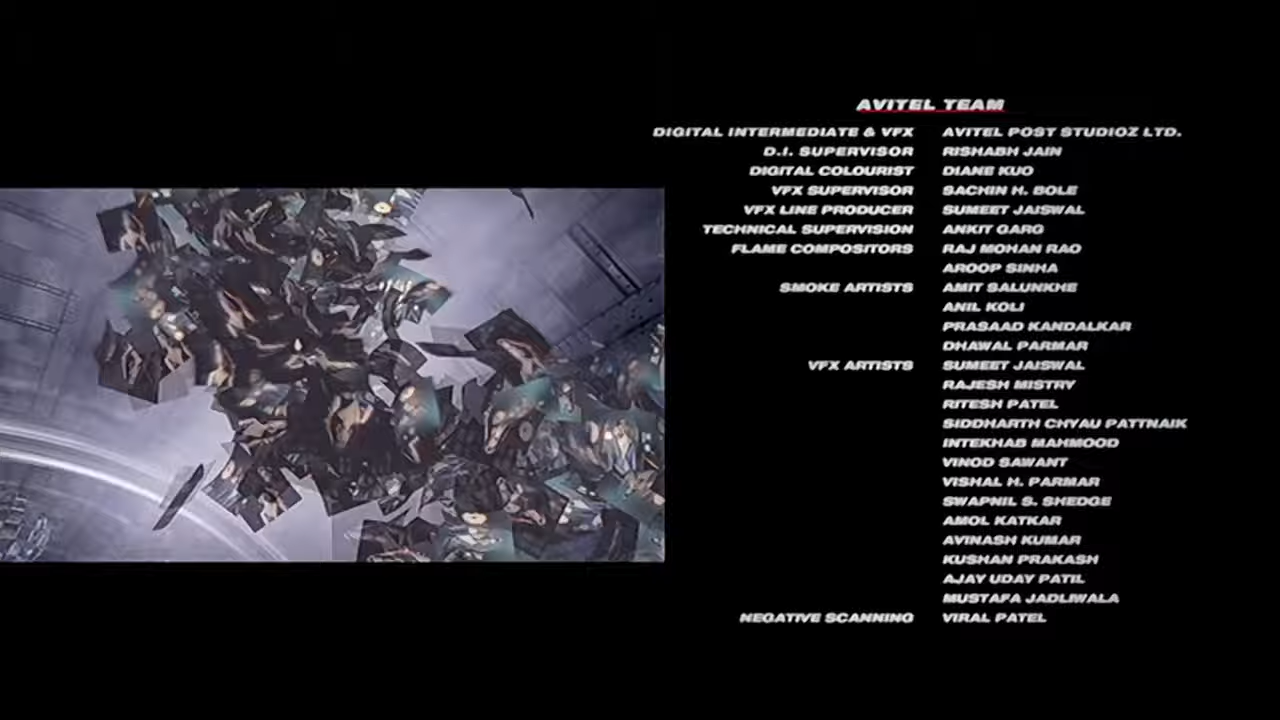 AVITEL TEAM
DIGITAL INTERMEDIATE & VFX AVITEL POST STUDIOZ LTD.
D.I. SUPERVISOR RISHABH JAIN
DIGITAL COLOURIST DIANE KUO
VFX SUPERVISOR SACHIN H. BOLE
VFX LINE PRODUCER SUMEET JAISWAL
TECHNICAL SUPERVISION ANKIT GARG
FLAME COMPOSITORS RAJ MOHAN RAO
AROOP SINHA
SMOKE ARTISTS AMIT SALUNKHE
ANIL KOLI
PRASAAD KANDALKAR
DHAWAL PARMAR
VFX ARTISTS SUMEET JAISWAL
RAJESH MISTRY
RITESH PATEL
SIDDHARTH CHYAU PATTNAIK
INTEKHAB MAHMOOD
VINOD SAWANT
VISHAL H. PARMAR
SWAPNIL S. SHEDGE
AMOL KATKAR
AVINASH KUMAR
KUSHAN PRAKASH
AJAY UDAY PATIL
MUSTAFA JADLIWALA
NEGATIVE SCANNING VIRAL PATEL